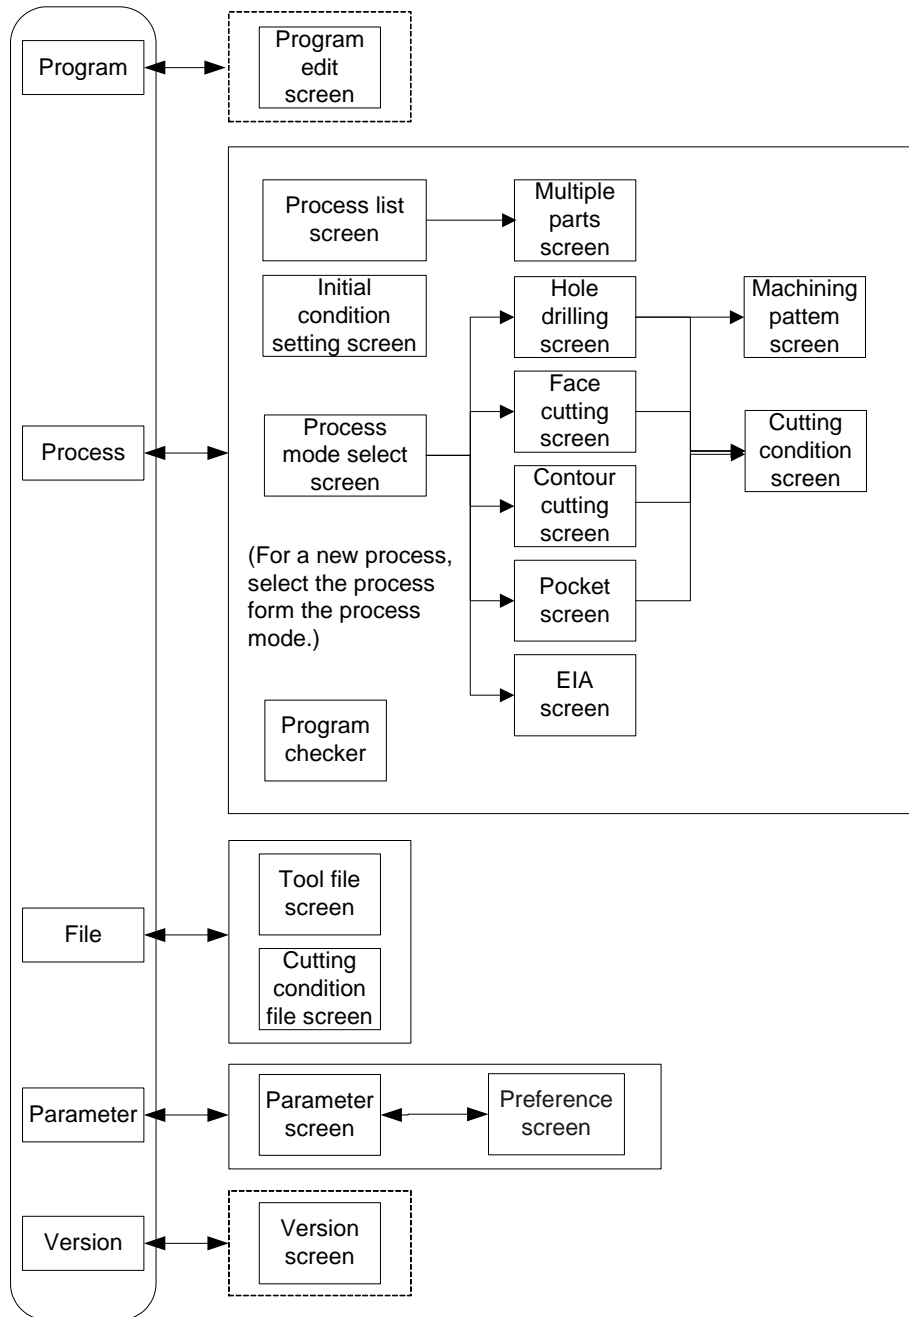 Program
Program
edit
screen
Process list
screen
Multiple
parts
screen
Initial
condition
setting screen
Hole
drilling
screen
Machining
pattem
screen
Face
cutting
screen
Process
Process
mode select
screen
Cutting
condition
screen
Contour
cutting
screen
(For a new process,
select the process
form the process
mode.)
Pocket
screen
EIA
screen
Program
checker
File
Tool file
screen
Cutting
condition
file screen
Parameter
Parameter
screen
Preference
screen
Version
Version
screen